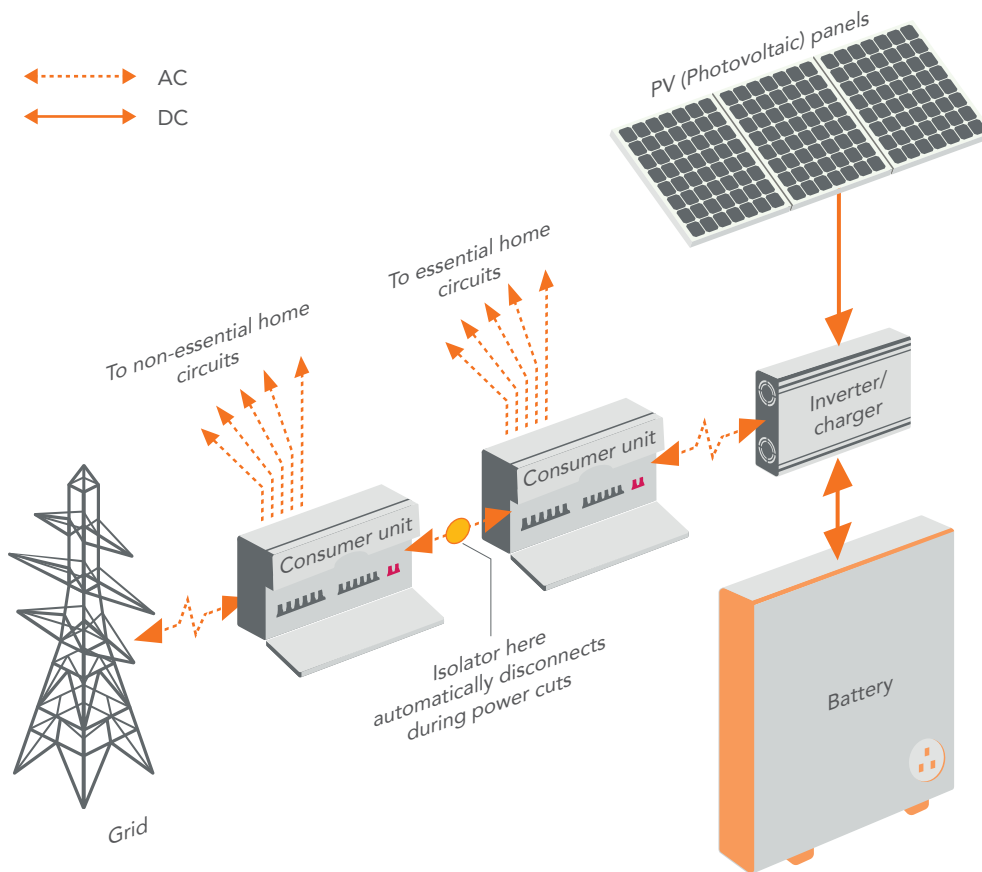 AC
DC
PV (Photovoltaic) panels
To essential home
circuits
To non-essential home
circuits
Inverter/
charger
Consumer unit
Consumer unit
Isolator here
automatically disconnects
during power cuts
Battery
Grid